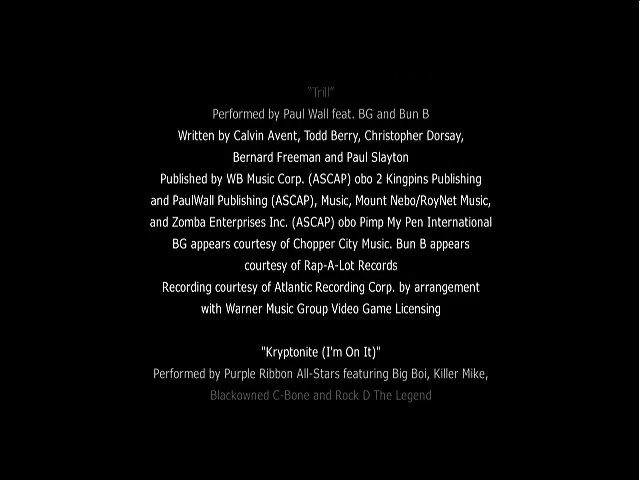 "Trill"
Performed by Paul Wall feat. BG and Bun B
Written by Calvin Avent, Todd Berry, Christopher Dorsay,
Bernard Freeman and Paul Slayton
Published by WB Music Corp. (ASCAP) obo 2 Kingpins Publishing
and PaulWall Publishing (ASCAP), Music, Mount Nebo/RoyNet Music,
and Zomba Enterprises Inc. (ASCAP) obo Pimp My Pen International
BG appears courtesy of Chopper City Music. Bun B appears
courtesy of Rap-A-Lot Records
Recording courtesy of Atlantic Recording Corp. by arrangement
with Warner Music Group Video Game Licensing
"Kryptonite (I'm On It)"
Performed by Purple Ribbon All-Stars featuring Big Boi, Killer Mike,
Blackowned C-Bone and Rock D The Legend